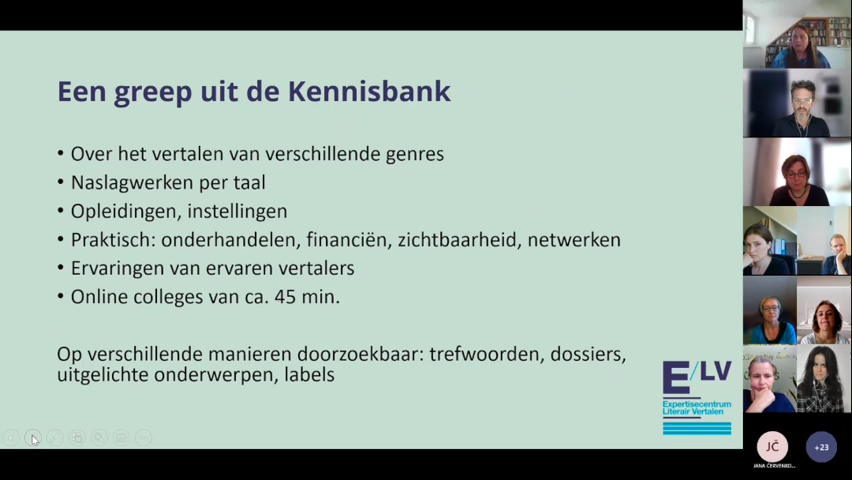 Een greep uit de Kennisbank
• Over het vertalen van verschillende genres
• Naslagwerken per taal
• Opleidingen, instellingen
• Praktisch: onderhandelen, financiën, zichtbaarheid, netwerken
• Ervaringen van ervaren vertalers
• Online colleges van ca. 45 min.
Op verschillende manieren doorzoekbaar: trefwoorden, dossiers,
uitgelichte onderwerpen, labels
E/LV
Expertisecentrum
Literair Vertalen
JČ
+23